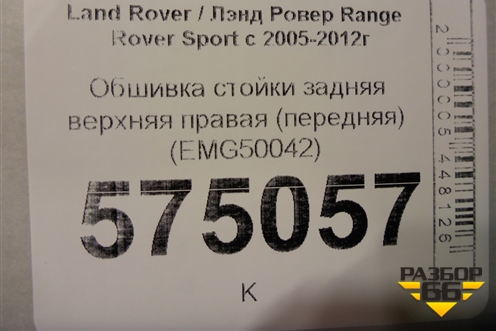 Land Rover / Лэнд Ровер Range
Rover Sport с 2005-2012г
Обшивка стойки задняя
верхняя правая (передняя)
(EMG50042)
575057
К
2000005448126
РАЗБОР
66